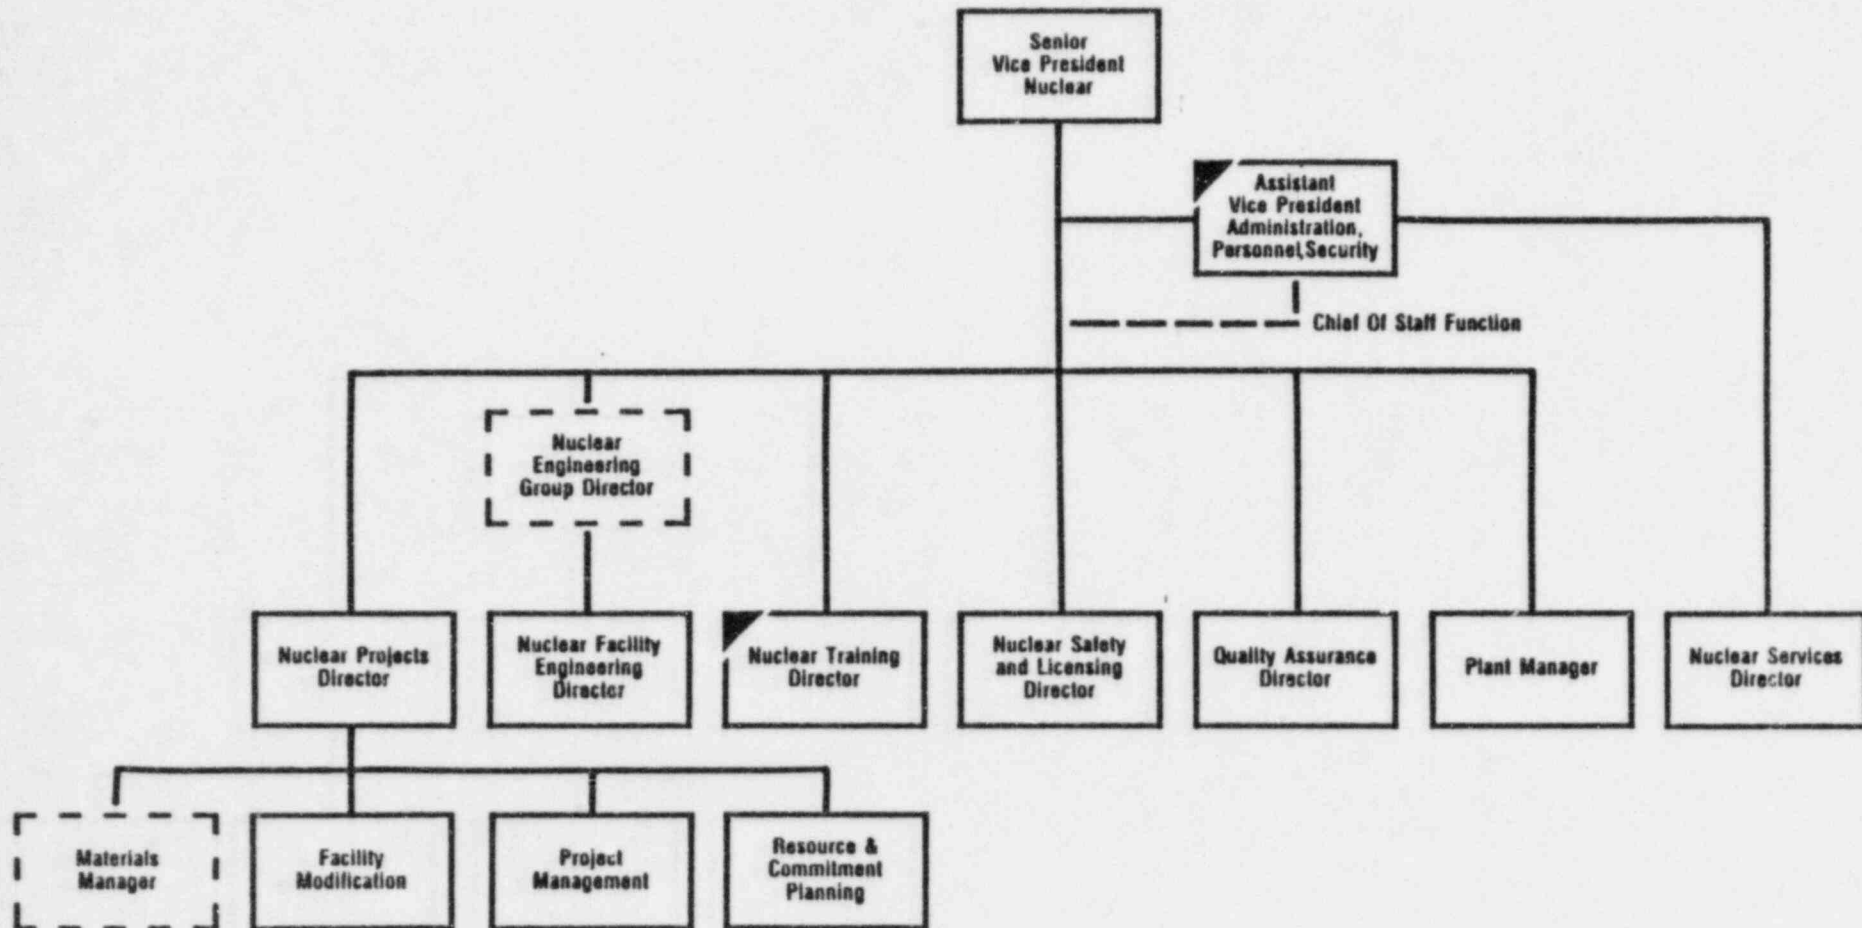 Senior
Vice President
Nuclear
Assistant
Vice President
Administration,
Personnel,Security
Chief Of Staff Function
Nuclear
Engineering
Group Director
Nuclear Projects
Director
Nuclear Facility
Engineering
Director
Nuclear Training
Director
Nuclear Safety
and Licensing
Director
Quality Assurance
Director
Plant Manager
Nuclear Services
Director
Materials
Manager
Facility
Modification
Project
Management
Resource &
Commitment
Planning